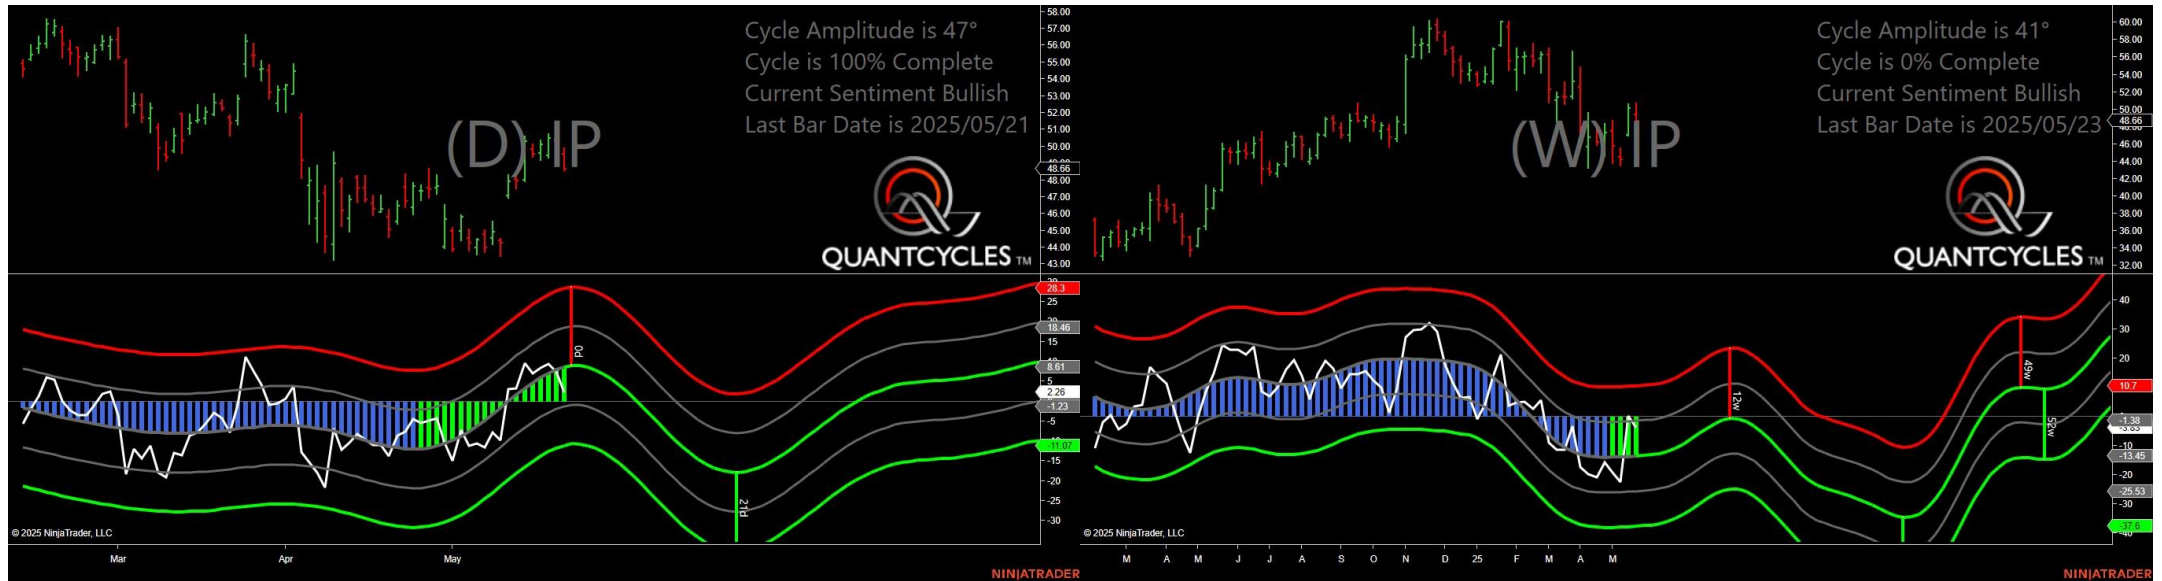 Cycle Amplitude is 47°
Cycle is 100% Complete
Current Sentiment Bullish
Last Bar Date is 2025/05/21
(D) IP
QUANTCYCLES TM
58.00
57.00
56.00
55.00
54.00
53.00
52.00
51.00
50.00
48.66
48.00
47.00
46.00
45.00
44.00
43.00
28.3
25
18.46
15
8.61
5
2.26
-1.23
-5
-11.07
-15
-20
-25
-30
0d
21d
© 2025 NinjaTrader, LLC
Mar
Apr
May
NINJATRADER
Cycle Amplitude is 41°
Cycle is 0% Complete
Current Sentiment Bullish
Last Bar Date is 2025/05/23
(W) IP
QUANTCYCLES TM
60.00
58.00
56.00
54.00
52.00
50.00
48.66
46.00
44.00
42.00
40.00
38.00
36.00
34.00
32.00
40
30
20
10.7
-1.38
-10
-13.45
-20
-25.53
-30
-37.6
12w
49w
52w
© 2025 NinjaTrader, LLC
M A M J J A S O N D 25 F M A M
NINJATRADER